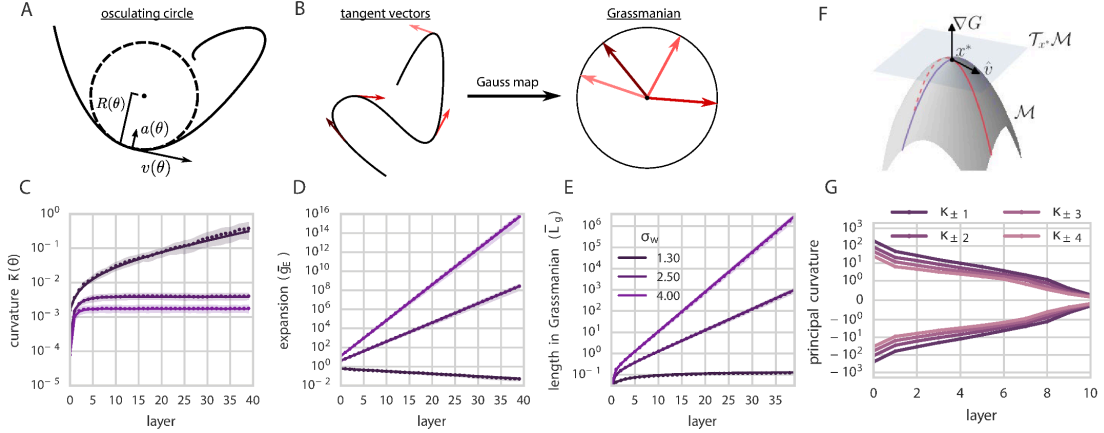 A
osculating circle
R(θ)
a(θ)
v(θ)
B
tangent vectors
Gauss map
Grassmanian
F
∇G
x*
v̂
𝒯ₓ*ℳ
ℳ
C
curvature κ̄(θ)
10⁰
10⁻¹
10⁻²
10⁻³
10⁻⁴
10⁻⁵
0 5 10 15 20 25 30 35 40
layer
D
expansion (ḡᴱ)
10¹⁶
10¹⁴
10¹²
10¹⁰
10⁸
10⁶
10⁴
10²
10⁰
10⁻²
0 5 10 15 20 25 30 35 40
layer
E
length in Grassmanian (L̄ g)
10⁶
10⁵
10⁴
10³
10²
10¹
10⁰
10⁻¹
σw
1.30
2.50
4.00
0 5 10 15 20 25 30 35 40
layer
G
κ± 1
κ± 2
κ± 3
κ± 4
principal curvature
10³
10²
10¹
10⁰
0
− 10⁰
− 10¹
− 10²
− 10³
0 2 4 6 8 10
layer